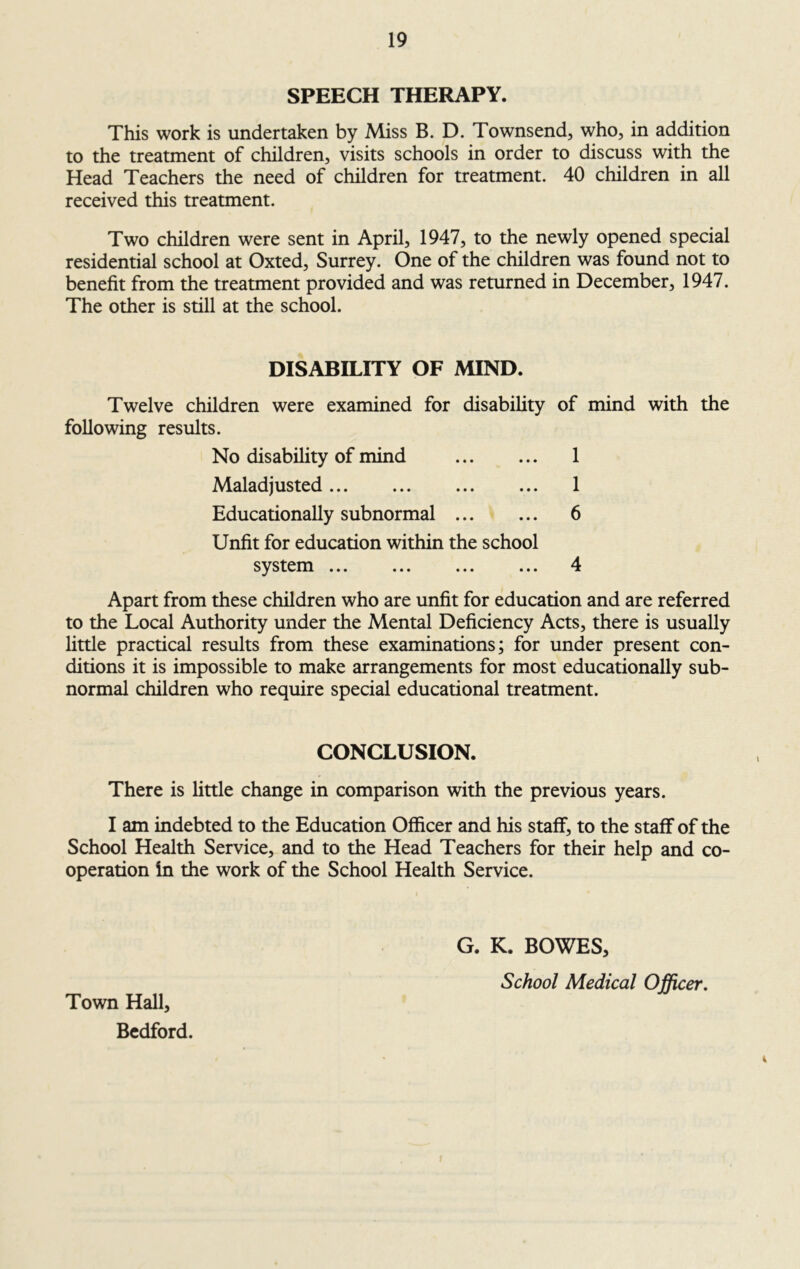 19
SPEECH THERAPY.
This work is undertaken by Miss B. D. Townsend, who, in addition
to the treatment of children, visits schools in order to discuss with the
Head Teachers the need of children for treatment. 40 children in all
received this treatment.
Two children were sent in April, 1947, to the newly opened special
residential school at Oxted, Surrey. One of the children was found not to
benefit from the treatment provided and was returned in December, 1947.
The other is still at the school.
DISABILITY OF MIND.
Twelve children were examined for disability of mind with the
following results.
No disability of mind ... ... 1
Maladjusted ... ... ... ... 1
Educationally subnormal ... ... 6
Unfit for education within the school
system ... ... ... ... 4
Apart from these children who are unfit for education and are referred
to the Local Authority under the Mental Deficiency Acts, there is usually
little practical results from these examinations; for under present con-
ditions it is impossible to make arrangements for most educationally sub-
normal children who require special educational treatment.
CONCLUSION.
There is little change in comparison with the previous years.
I am indebted to the Education Officer and his staff, to the staff of the
School Health Service, and to the Head Teachers for their help and co-
operation in the work of the School Health Service.
G. K. BOWES,
School Medical Officer.
Town Hall,
Bedford.